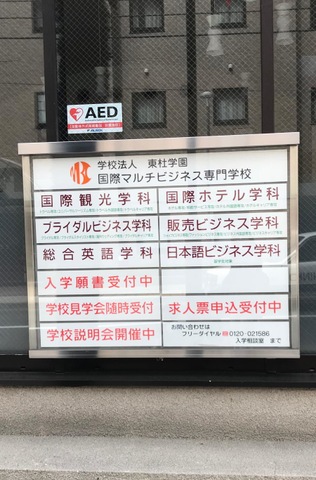 AED
学校法人 東杜学園
国際マルチビジネス専門学校
国際観光学科
国際ホテル学科
ブライダルビジネス学科
販売ビジネス学科
総合英語学科
日本語ビジネス学科
入学願書受付中
学校見学会随時受付
求人票申込受付中
学校説明会開催中
お問い合わせは
フリーダイヤル 0120-021586
入学相談室 まで